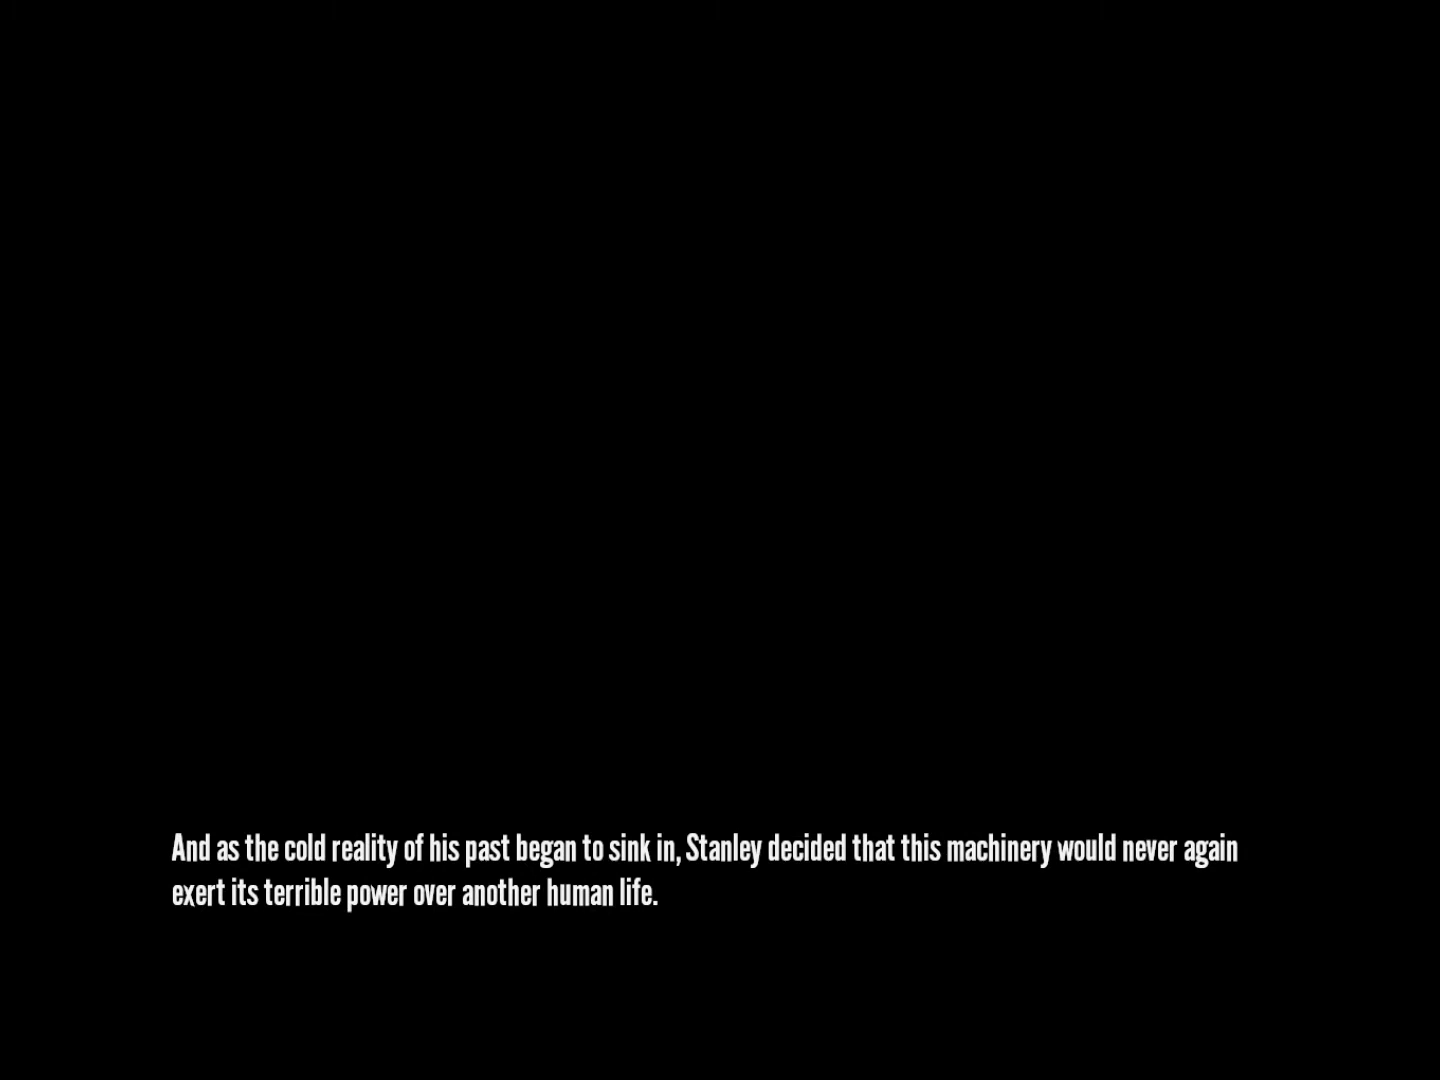 And as the cold reality of his past began to sink in, Stanley decided that this machinery would never again
exert its terrible power over another human life.